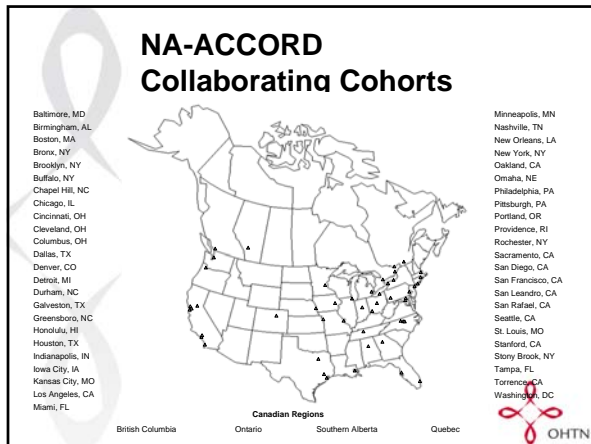 NA-ACCORD
Collaborating Cohorts
Baltimore, MD
Birmingham, AL
Boston, MA
Bronx, NY
Brooklyn, NY
Buffalo, NY
Chapel Hill, NC
Chicago, IL
Cincinnati, OH
Cleveland, OH
Columbus, OH
Dallas, TX
Denver, CO
Detroit, MI
Durham, NC
Galveston, TX
Greensboro, NC
Honolulu, HI
Houston, TX
Indianapolis, IN
Iowa City, IA
Kansas City, MO
Los Angeles, CA
Miami, FL
Minneapolis, MN
Nashville, TN
New Orleans, LA
New York, NY
Oakland, CA
Omaha, NE
Philadelphia, PA
Pittsburgh, PA
Portland, OR
Providence, RI
Rochester, NY
Sacramento, CA
San Diego, CA
San Francisco, CA
San Leandro, CA
San Rafael, CA
Seattle, CA
St. Louis, MO
Stanford, CA
Stony Brook, NY
Tampa, FL
Torrence, CA
Washington, DC
Canadian Regions
British Columbia Ontario Southern Alberta Quebec
OHTN